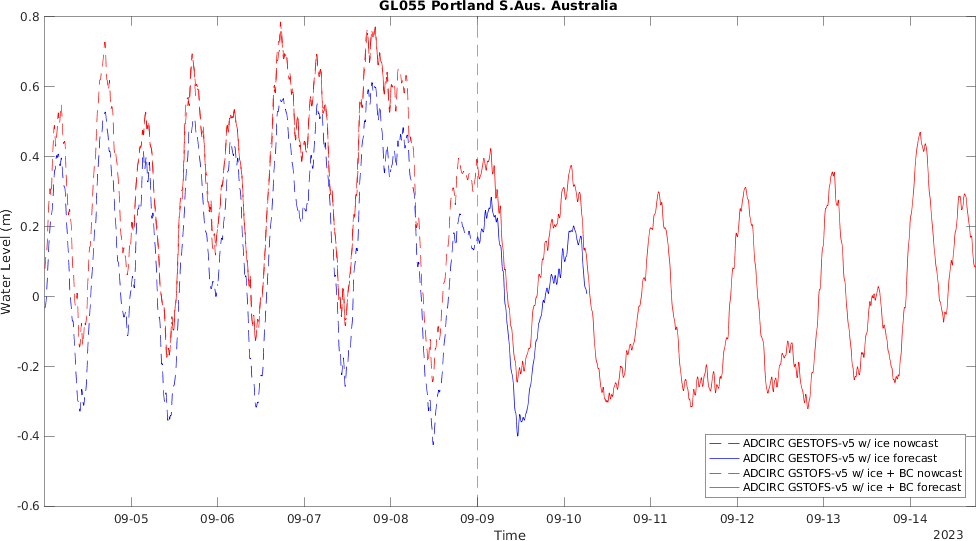 GL055 Portland S.Aus. Australia
0.8
0.6
0.4
0.2
0
-0.2
-0.4
-0.6
Water Level (m)
09-05 09-06 09-07 09-08 09-09 09-10 09-11 09-12 09-13 09-14
Time
2023
ADCIRC GESTOFS-v5 w/ ice nowcast
ADCIRC GESTOFS-v5 w/ ice forecast
ADCIRC GSTOFS-v5 w/ ice + BC nowcast
ADCIRC GSTOFS-v5 w/ ice + BC forecast